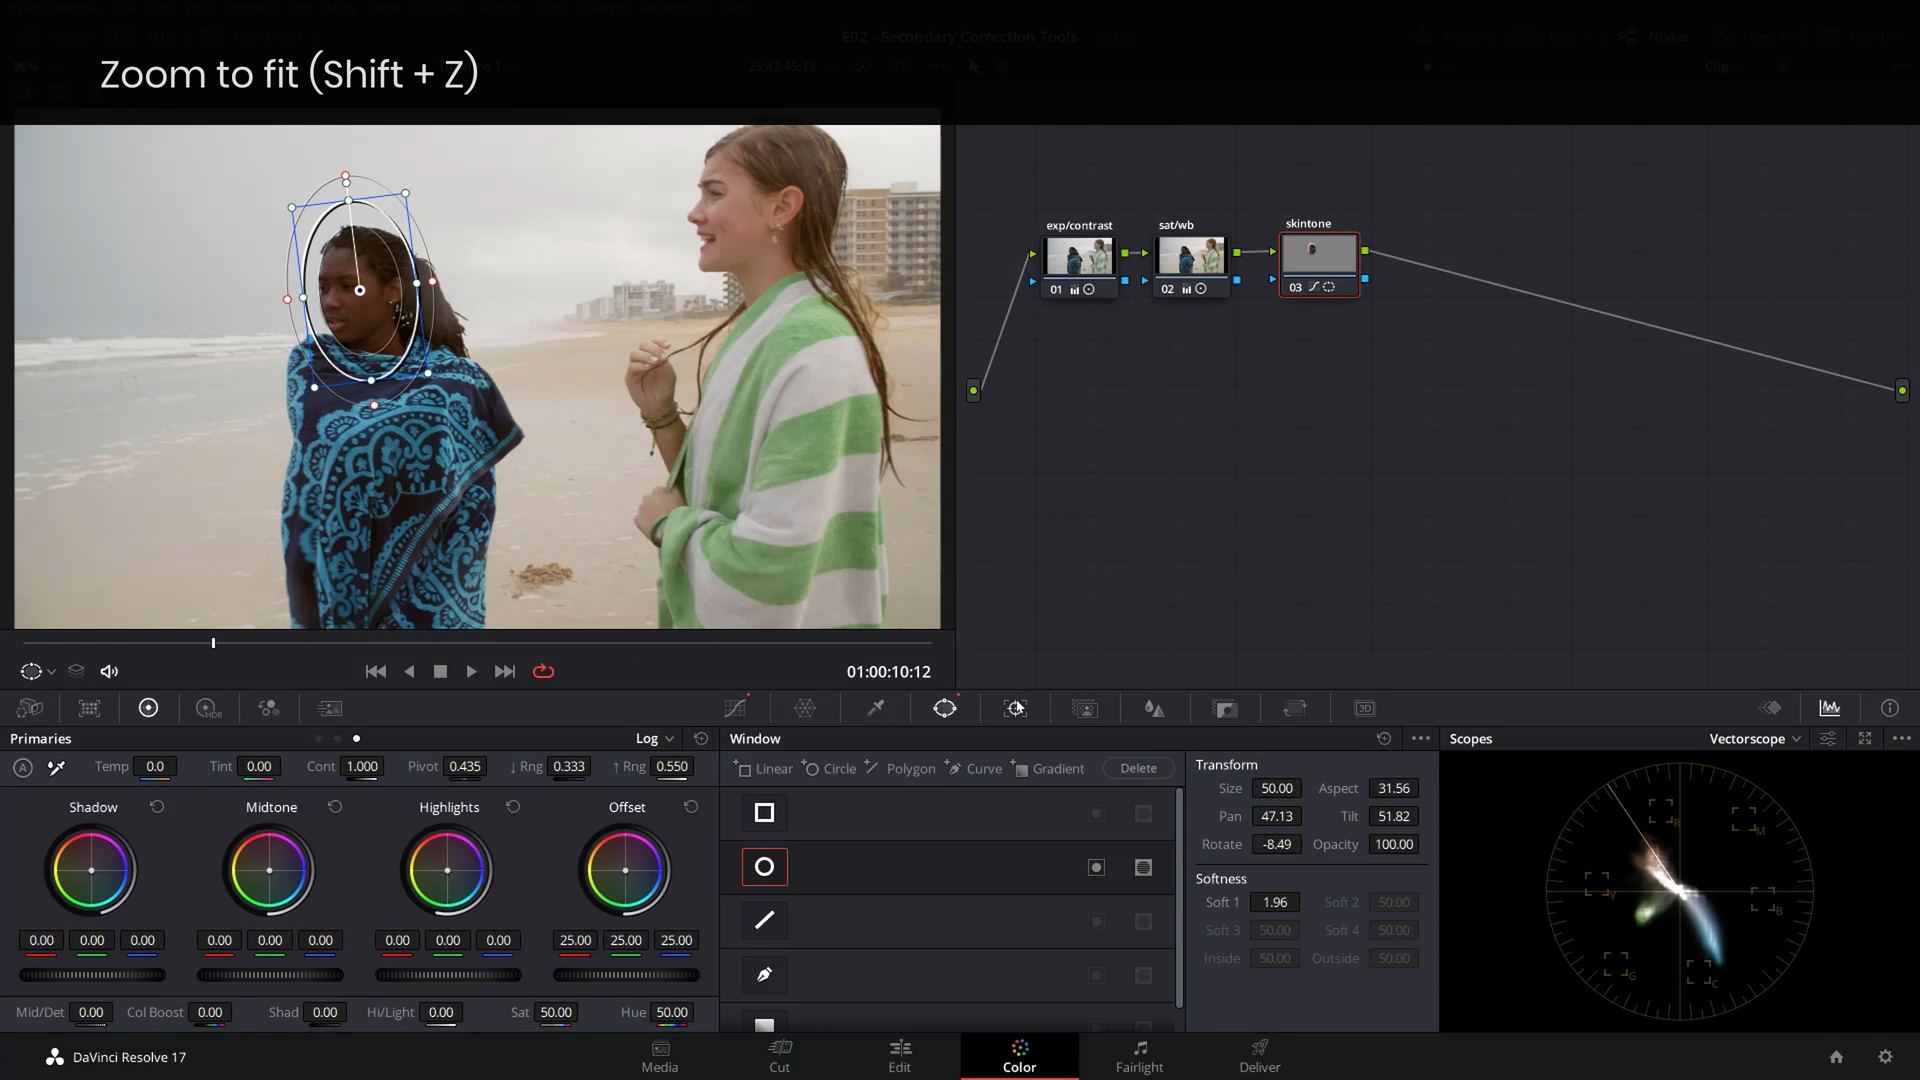 E02 - Secondary Correction Tools
Nodes
23:43:45:18
Clip
Zoom to fit (Shift + Z)
exp/contrast
sat/wb
skintone
01
02
03
01:00:10:12
HDR
3D
Primaries
Log
Window
Scopes
Vectorscope
A
Temp 0.0
Tint 0.00
Cont 1.000
Pivot 0.435
↓ Rng 0.333
↑ Rng 0.550
Linear
Circle
Polygon
Curve
Gradient
Delete
Transform
Size 50.00 Aspect 31.56
Pan 47.13 Tilt 51.82
Rotate -8.49 Opacity 100.00
Softness
Soft 1 1.96 Soft 2 50.00
Soft 3 50.00 Soft 4 50.00
Inside 50.00 Outside 50.00
Shadow
Midtone
Highlights
Offset
0.00 0.00 0.00
0.00 0.00 0.00
0.00 0.00 0.00
25.00 25.00 25.00
Mid/Det 0.00
Col Boost 0.00
Shad 0.00
Hi/Light 0.00
Sat 50.00
Hue 50.00
R
M
Y
B
G
C
DaVinci Resolve 17
Media
Cut
Edit
Color
Fairlight
Deliver